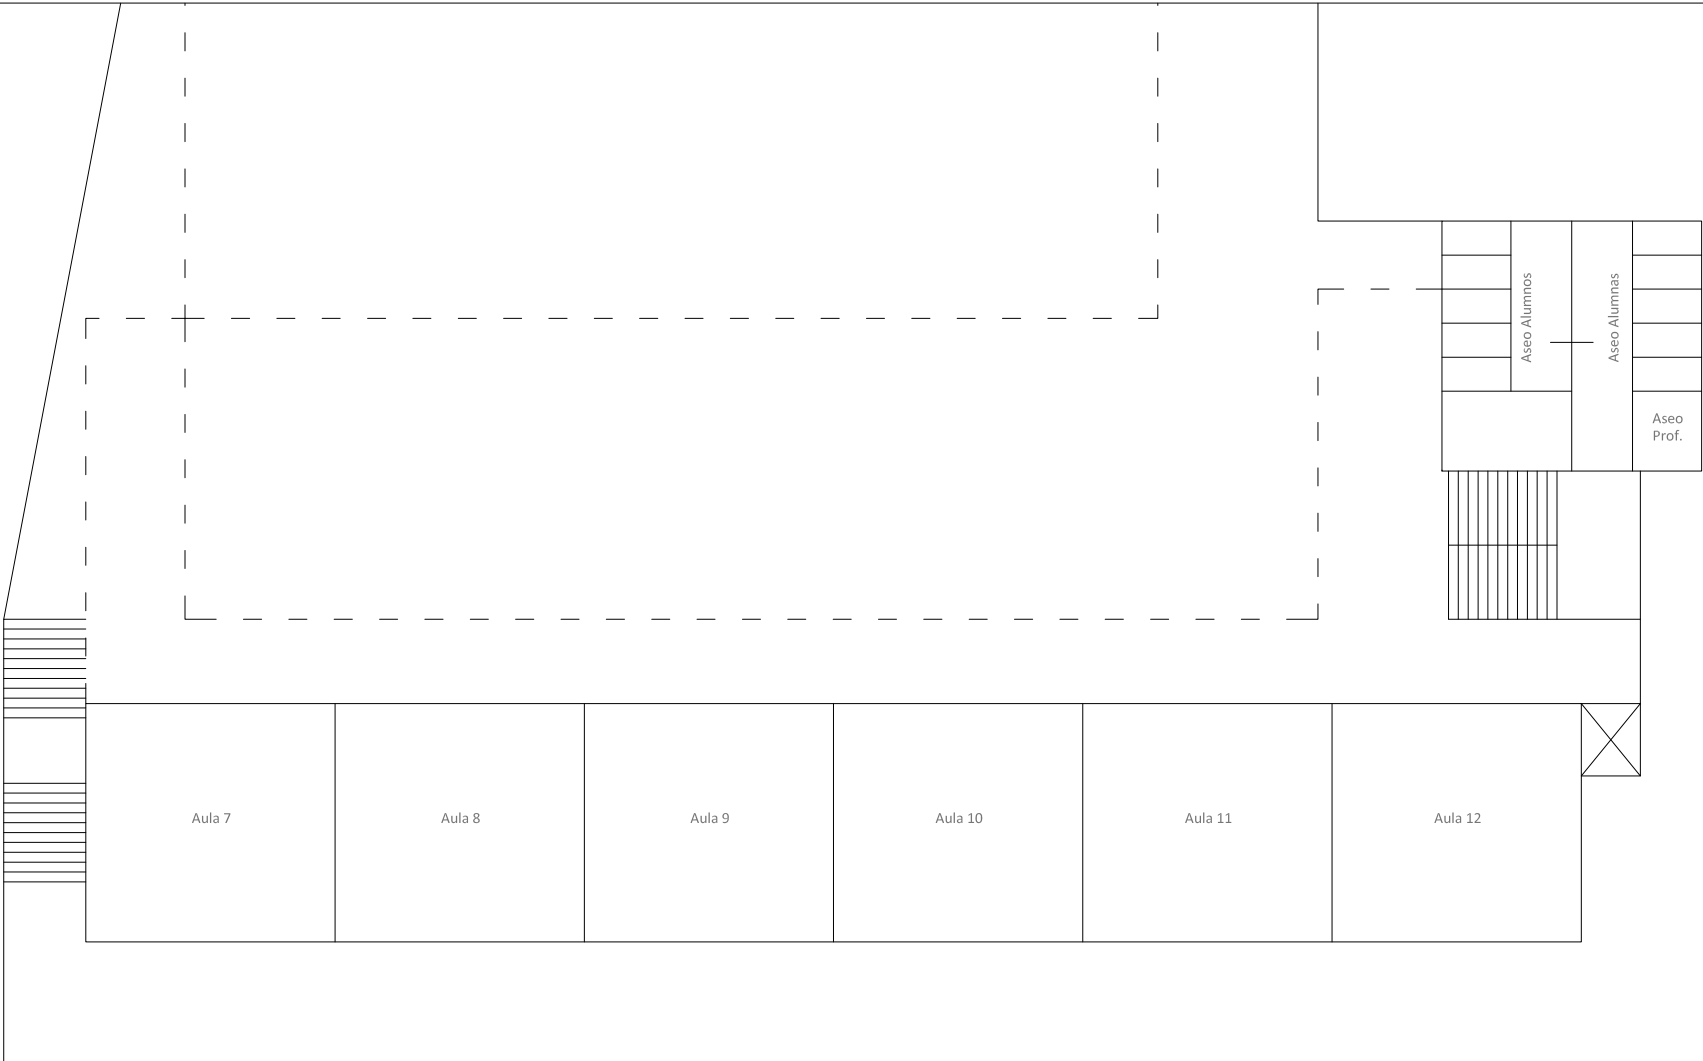 Aseo Alumnos
Aseo Alumnas
Aseo
Prof.
Aula 7
Aula 8
Aula 9
Aula 10
Aula 11
Aula 12